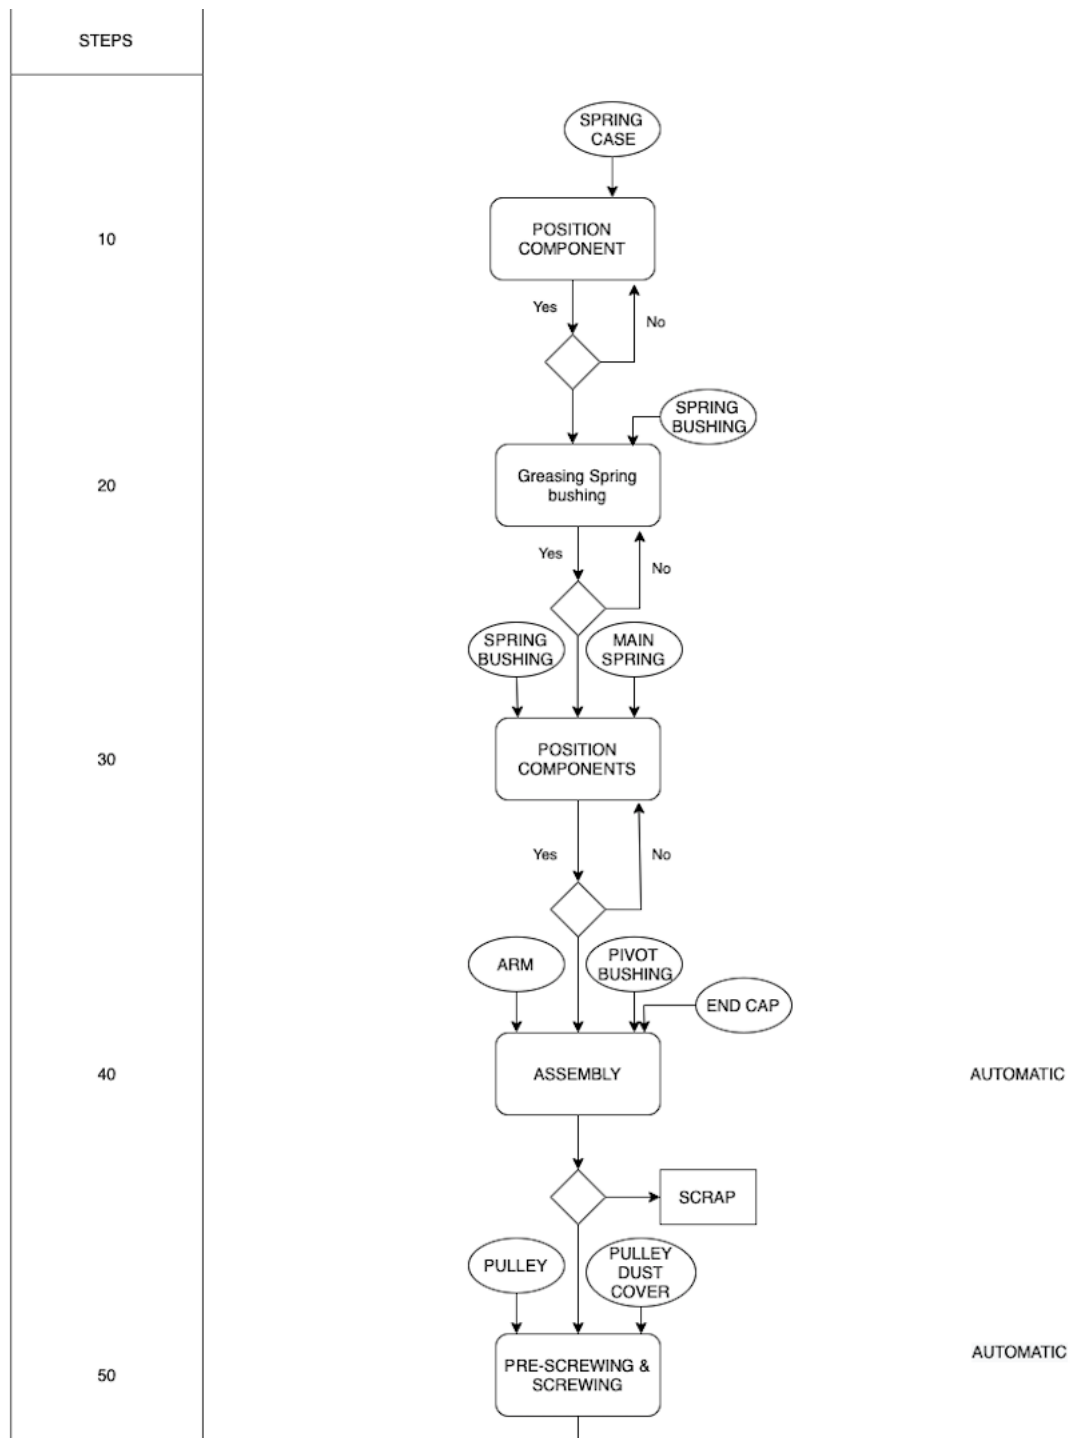 STEPS
SPRING
CASE
10
POSITION
COMPONENT
Yes
No
SPRING
BUSHING
20
Greasing Spring
bushing
Yes
No
SPRING
BUSHING
MAIN
SPRING
30
POSITION
COMPONENTS
Yes
No
ARM
PIVOT
BUSHING
END CAP
40
ASSEMBLY
AUTOMATIC
SCRAP
PULLEY
PULLEY
DUST
COVER
50
PRE-SCREWING &
SCREWING
AUTOMATIC